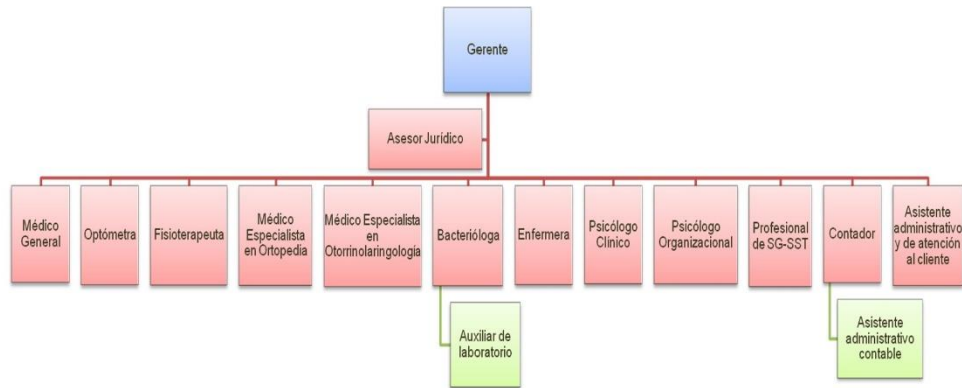 Gerente
Asesor Jurídico
Médico
General
Optómetra
Fisioterapeuta
Médico
Especialista
en Ortopedia
Médico Especialista
en
Otorrinolaringología
Bacterióloga
Enfermera
Psicólogo
Clínico
Psicólogo
Organizacional
Profesional
de SG-SST
Contador
Asistente
administrativo
y de atención
al cliente
Auxiliar de
laboratorio
Asistente
administrativo
contable